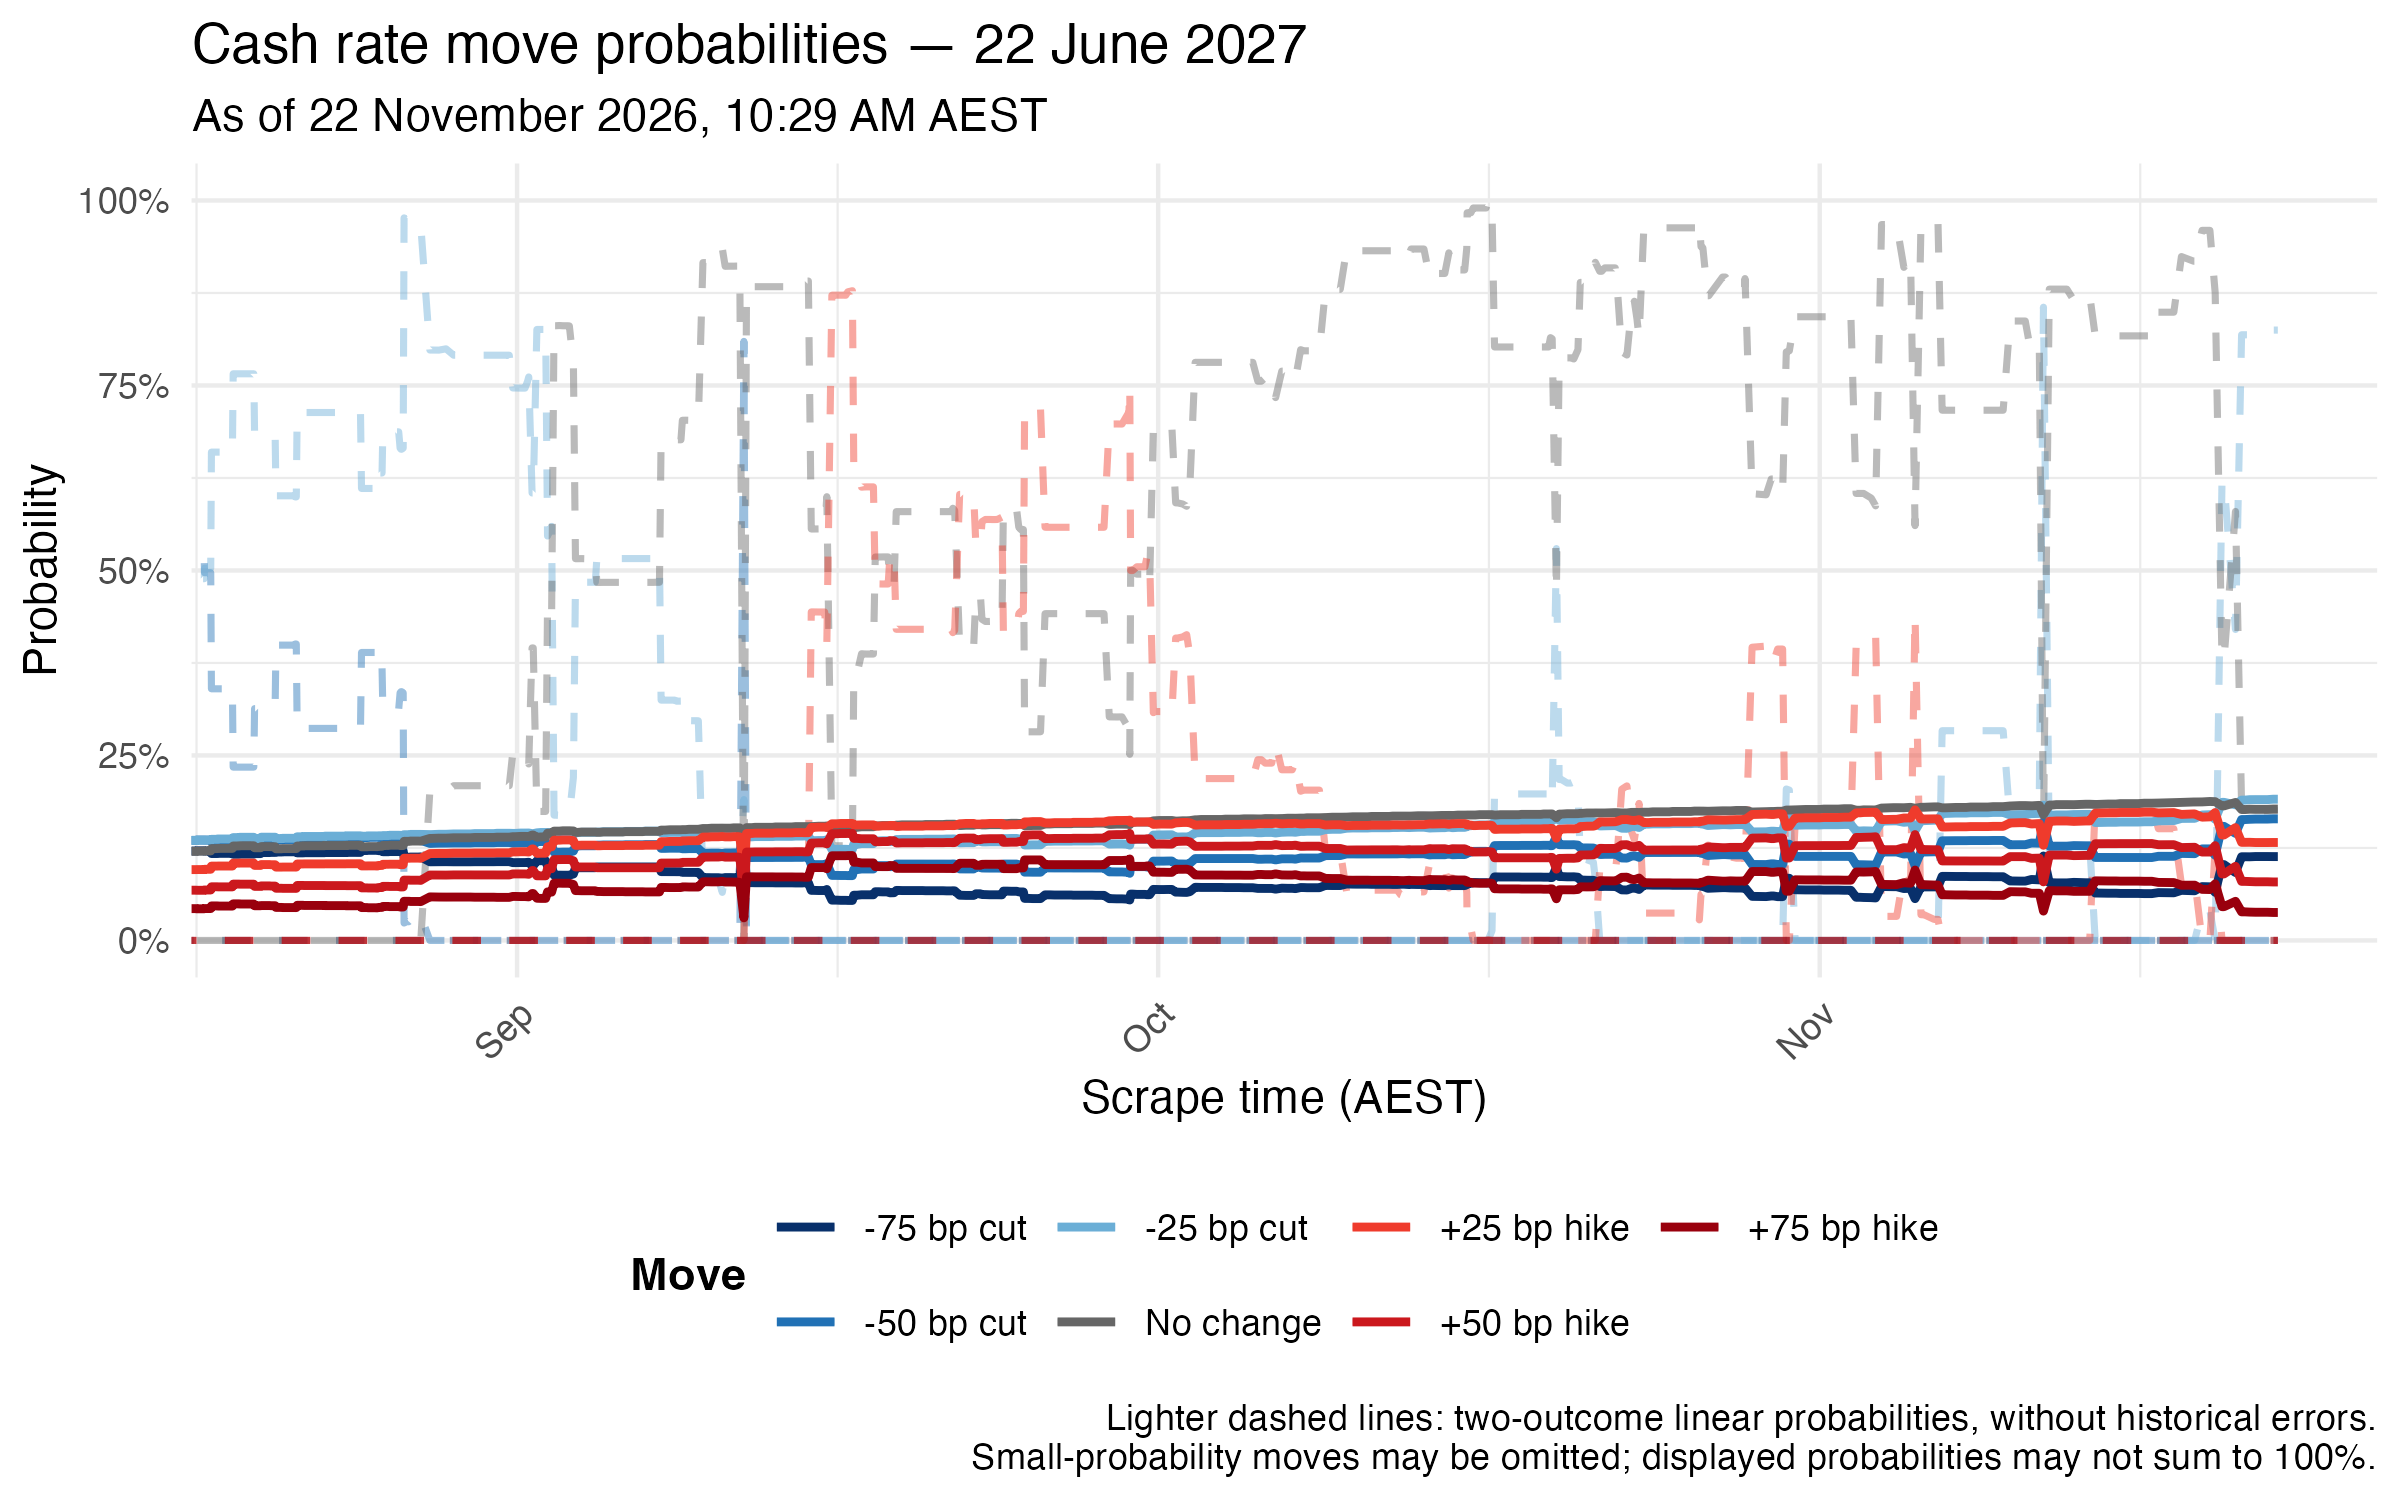 Cash rate move probabilities — 22 June 2027
As of 22 November 2026, 10:29 AM AEST
100%
75%
50%
25%
0%
Probability
Sep
Oct
Nov
Scrape time (AEST)
Move
-75 bp cut
-25 bp cut
+25 bp hike
+75 bp hike
-50 bp cut
No change
+50 bp hike
Lighter dashed lines: two-outcome linear probabilities, without historical errors.
Small-probability moves may be omitted; displayed probabilities may not sum to 100%.